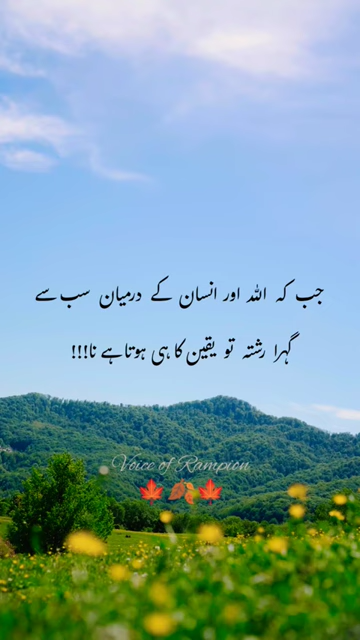 جب کہ اللہ اور انسان کے درمیان سب سے
گہرا رشتہ تو یقین کا ہی ہوتا ہے نا!!!
Voice of Rampion